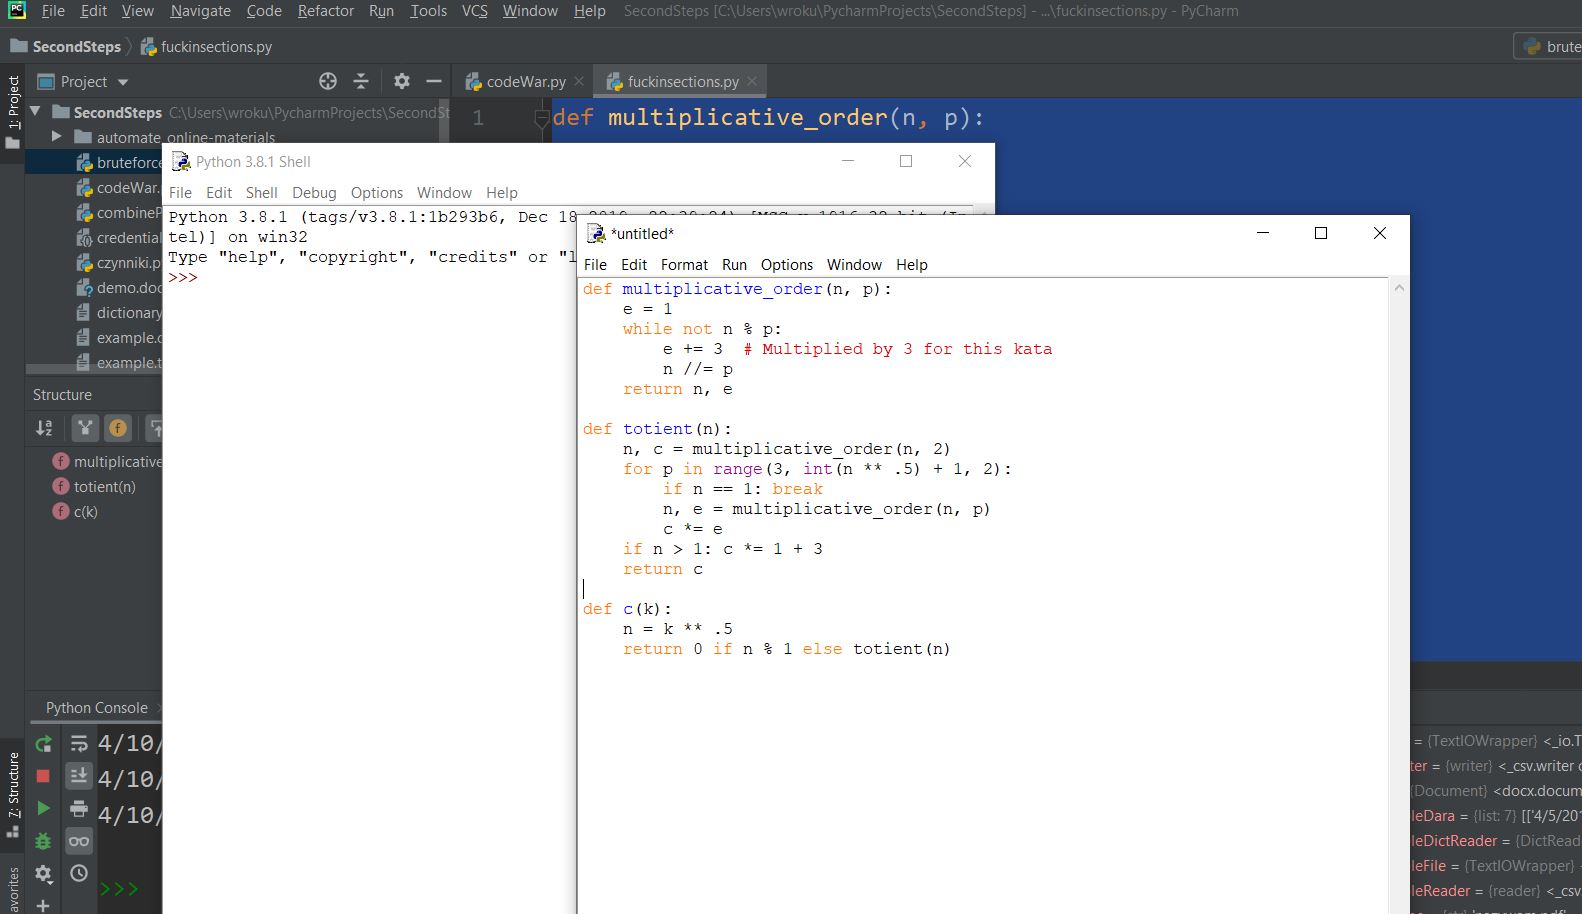 File Edit View Navigate Code Refactor Run Tools VCS Window Help SecondSteps [C:\Users\wroku\PycharmProjects\SecondSteps] - ...\fuckinsections.py - PyCharm
SecondSteps fuckinsections.py
brute
1: Project
Project
codeWar.py
fuckinsections.py
SecondSteps C:\Users\wroku\PycharmProjects\SecondSt
automate_online-materials
bruteforce
codeWar.
combineP
credential
czynniki.p
demo.doc
dictionary
example.c
example.t
1
def multiplicative_order(n, p):
Structure
multiplicative
totient(n)
c(k)
Python 3.8.1 Shell
File Edit Shell Debug Options Window Help
Python 3.8.1 (tags/v3.8.1:1b293b6, Dec 18
tel)] on win32
Type "help", "copyright", "credits" or "l
>>>
*untitled*
File Edit Format Run Options Window Help
def multiplicative_order(n, p):
    e = 1
    while not n % p:
        e += 3  # Multiplied by 3 for this kata
        n //= p
    return n, e
def totient(n):
    n, c = multiplicative_order(n, 2)
    for p in range(3, int(n ** .5) + 1, 2):
        if n == 1: break
        n, e = multiplicative_order(n, p)
        c *= e
    if n > 1: c *= 1 + 3
    return c
def c(k):
    n = k ** .5
    return 0 if n % 1 else totient(n)
Python Console
4/10/
4/10/
4/10/
>>>
7: Structure
avorites
= {TextIOWrapper} <_io.T
ter = {writer} <_csv.writer o
{Document} <docx.docum
leDara = {list: 7} [['4/5/201
leDictReader = {DictRead
leFile = {TextIOWrapper} <
leReader = {reader} <_csv